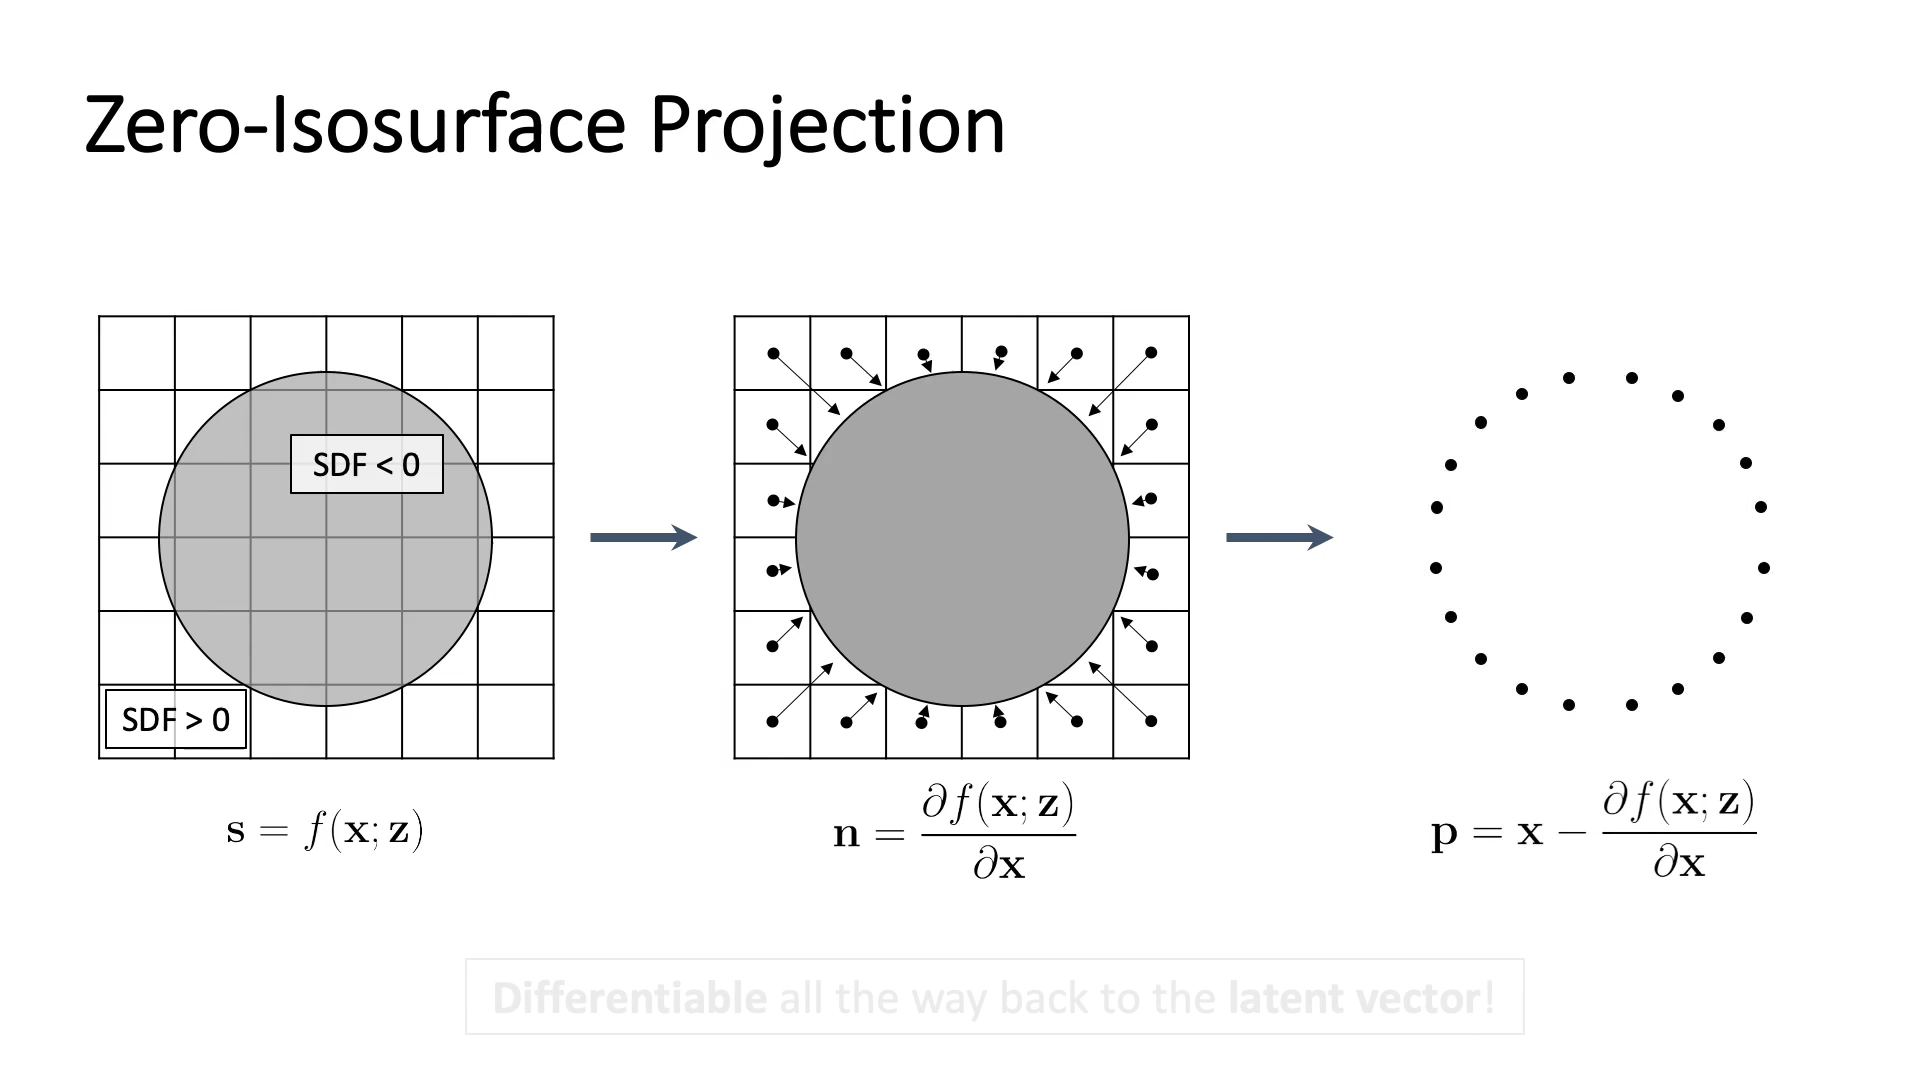 Zero-Isosurface Projection
SDF < 0
SDF > 0
s = f(x; z)
n = ∂f(x; z) / ∂x
p = x − ∂f(x; z) / ∂x
Differentiable all the way back to the latent vector!